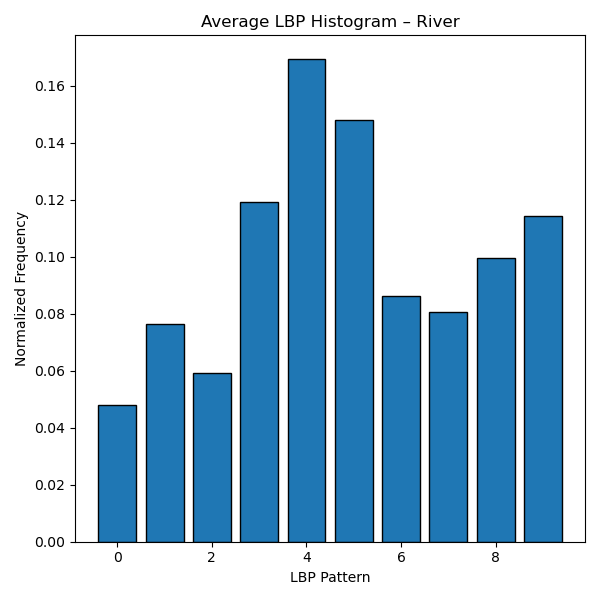 Average LBP Histogram – River
Normalized Frequency
0.16
0.14
0.12
0.10
0.08
0.06
0.04
0.02
0.00
0 2 4 6 8
LBP Pattern